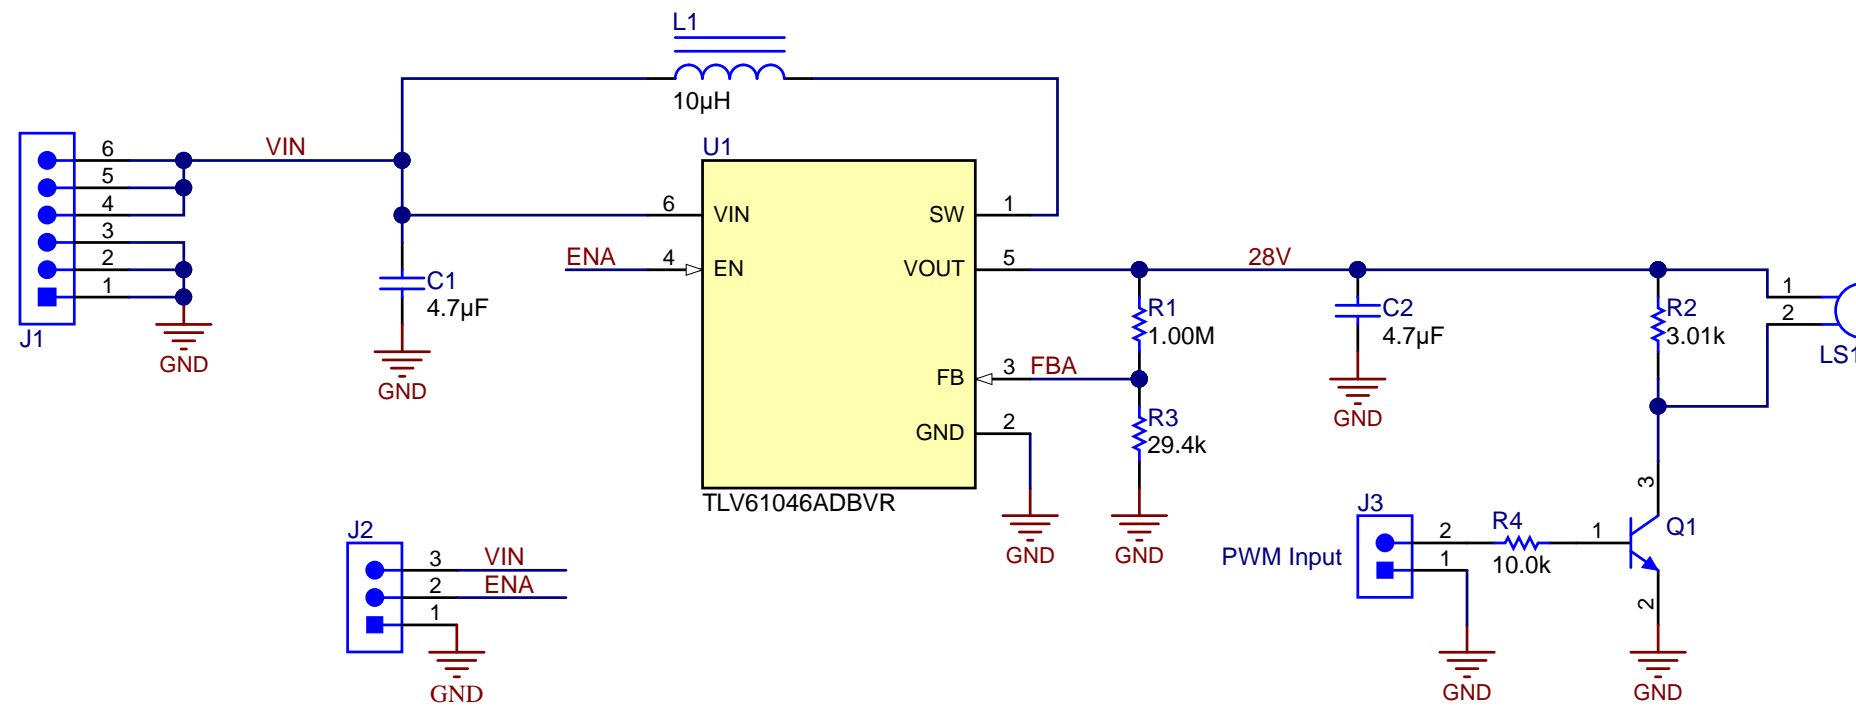 L1
10µH
J1
6
5
4
3
2
1
VIN
GND
C1
4.7µF
GND
U1
6 VIN
ENA 4 EN
SW 1
VOUT 5
FB 3 FBA
GND 2
TLV61046ADBVR
GND
28V
R1
1.00M
R3
29.4k
GND
C2
4.7µF
GND
R2
3.01k
1
2
LS1
J2
3 VIN
2 ENA
1
GND
PWM Input
J3
2
1
GND
R4
10.0k
1
3
Q1
2
GND